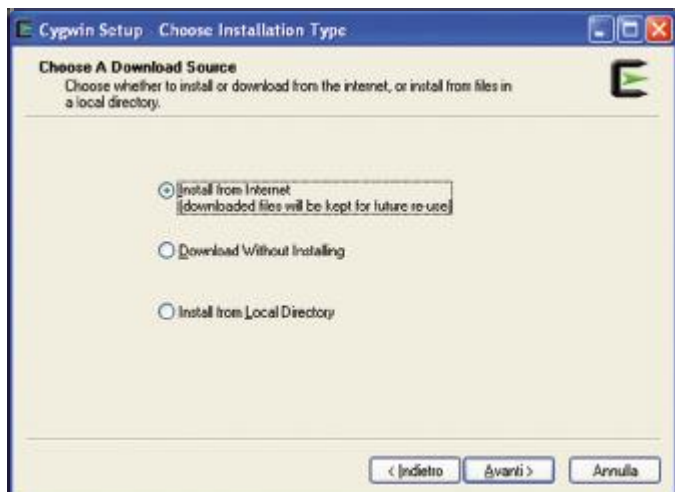 Cygwin Setup   Choose Installation Type
Choose A Download Source
Choose whether to install or download from the internet, or install from files in
a local directory.
Install from Internet
(downloaded files will be kept for future re-use)
Download Without Installing
Install from Local Directory
< Indietro
Avanti >
Annulla